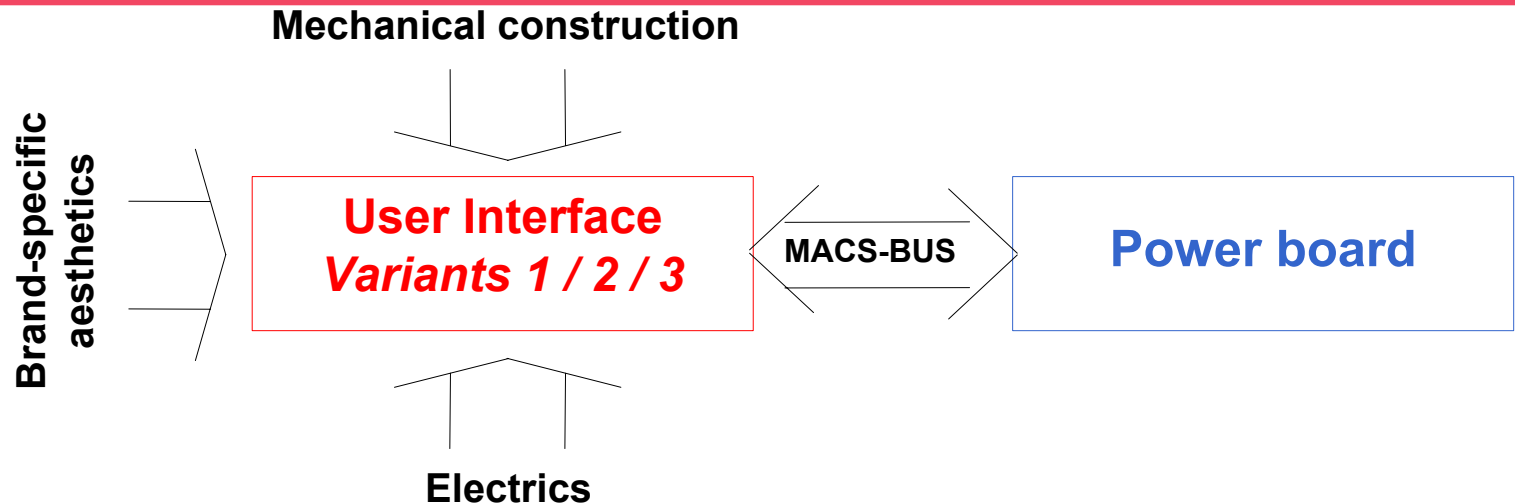 Mechanical construction
Brand-specific
aesthetics
User Interface
Variants 1 / 2 / 3
MACS-BUS
Power board
Electrics